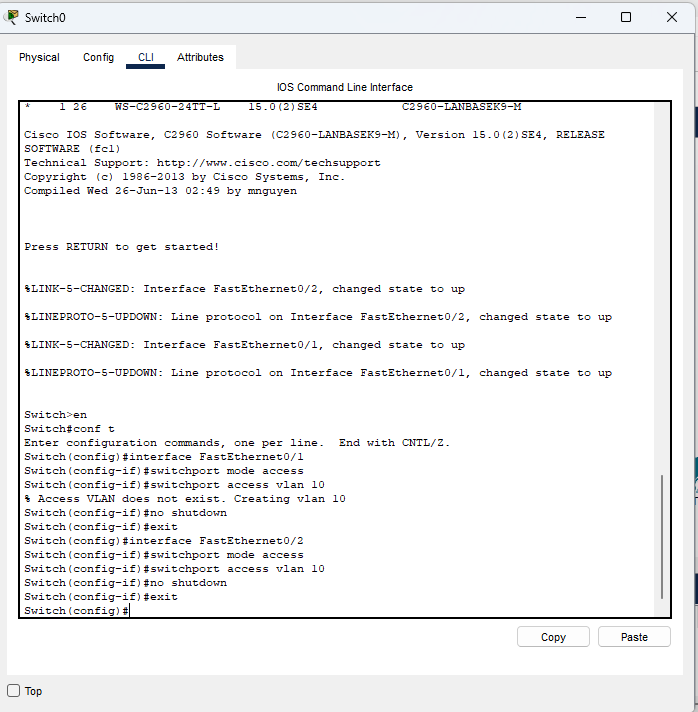 Switch0
Physical Config CLI Attributes
IOS Command Line Interface
* 1 26 WS-C2960-24TT-L 15.0(2)SE4 C2960-LANBASEK9-M
Cisco IOS Software, C2960 Software (C2960-LANBASEK9-M), Version 15.0(2)SE4, RELEASE
SOFTWARE (fc1)
Technical Support: http://www.cisco.com/techsupport
Copyright (c) 1986-2013 by Cisco Systems, Inc.
Compiled Wed 26-Jun-13 02:49 by mnguyen
Press RETURN to get started!
%LINK-5-CHANGED: Interface FastEthernet0/2, changed state to up
%LINEPROTO-5-UPDOWN: Line protocol on Interface FastEthernet0/2, changed state to up
%LINK-5-CHANGED: Interface FastEthernet0/1, changed state to up
%LINEPROTO-5-UPDOWN: Line protocol on Interface FastEthernet0/1, changed state to up
Switch>en
Switch#conf t
Enter configuration commands, one per line. End with CNTL/Z.
Switch(config)#interface FastEthernet0/1
Switch(config-if)#switchport mode access
Switch(config-if)#switchport access vlan 10
% Access VLAN does not exist. Creating vlan 10
Switch(config-if)#no shutdown
Switch(config-if)#exit
Switch(config)#interface FastEthernet0/2
Switch(config-if)#switchport mode access
Switch(config-if)#switchport access vlan 10
Switch(config-if)#no shutdown
Switch(config-if)#exit
Switch(config)#
Copy Paste
Top